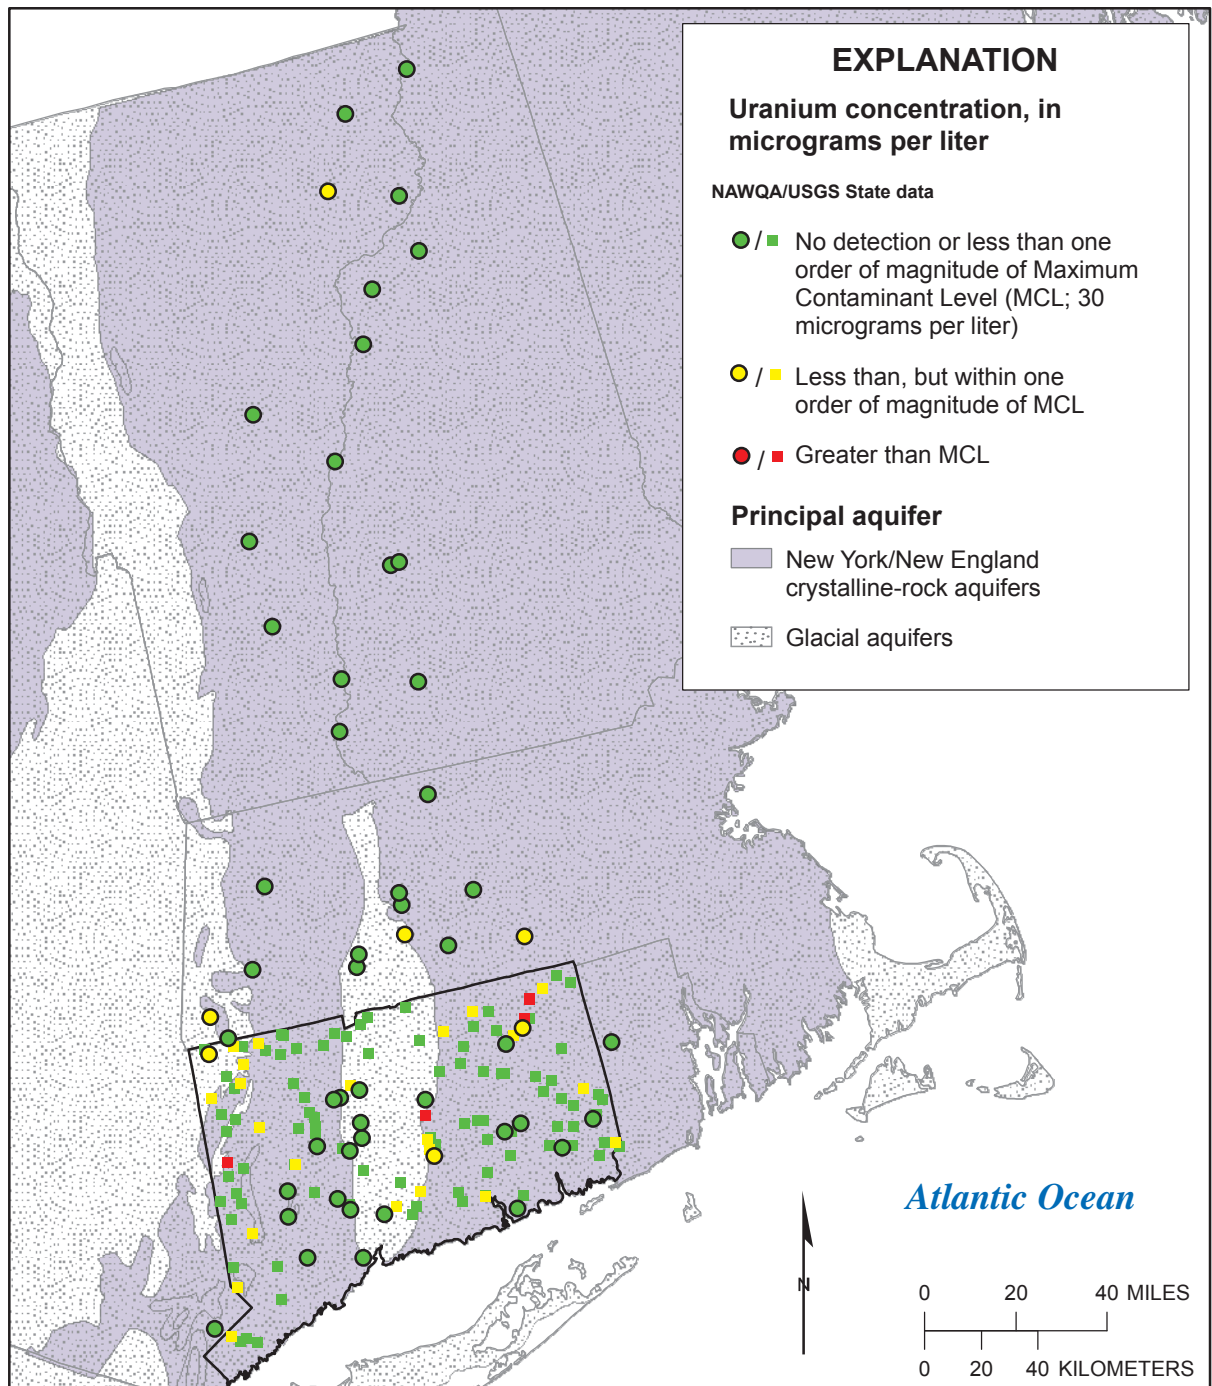 EXPLANATION
Uranium concentration, in
micrograms per liter
NAWQA/USGS State data
/ No detection or less than one
order of magnitude of Maximum
Contaminant Level (MCL; 30
micrograms per liter)
/ Less than, but within one
order of magnitude of MCL
/ Greater than MCL
Principal aquifer
New York/New England
crystalline-rock aquifers
Glacial aquifers
Atlantic Ocean
N
0 20 40 MILES
0 20 40 KILOMETERS